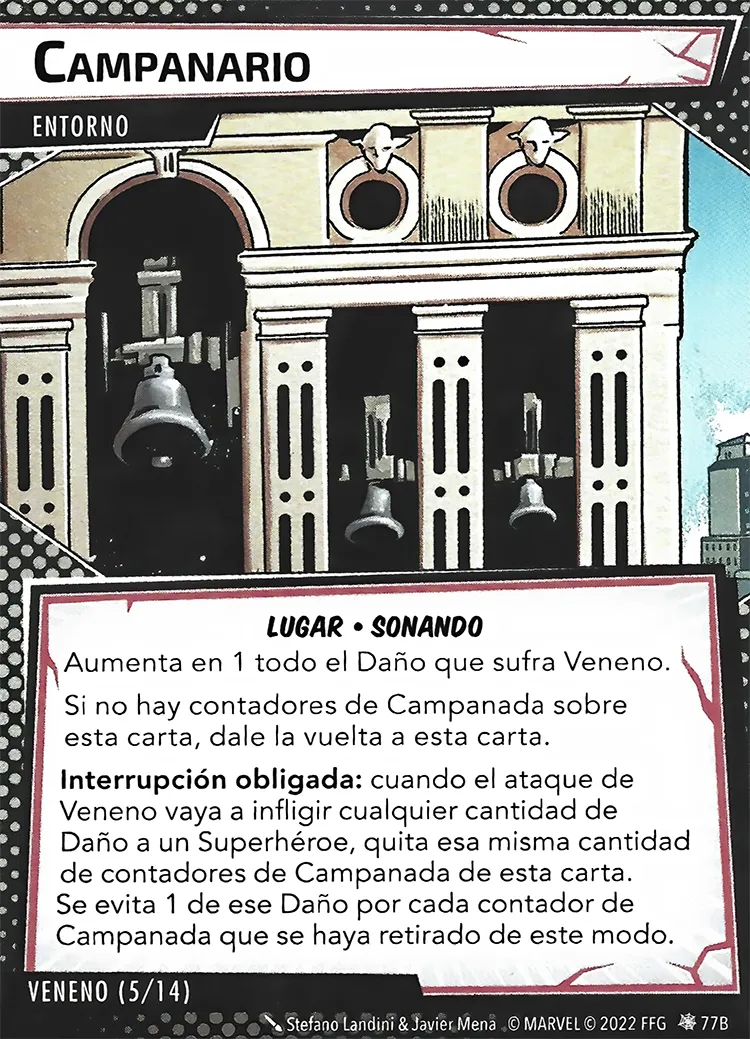 CAMPANARIO
ENTORNO
LUGAR • SONANDO
Aumenta en 1 todo el Daño que sufra Veneno.
Si no hay contadores de Campanada sobre
esta carta, dale la vuelta a esta carta.
Interrupción obligada: cuando el ataque de
Veneno vaya a infligir cualquier cantidad de
Daño a un Superhéroe, quita esa misma cantidad
de contadores de Campanada de esta carta.
Se evita 1 de ese Daño por cada contador de
Campanada que se haya retirado de este modo.
VENENO (5/14)
Stefano Landini & Javier Mena © MARVEL © 2022 FFG 77B